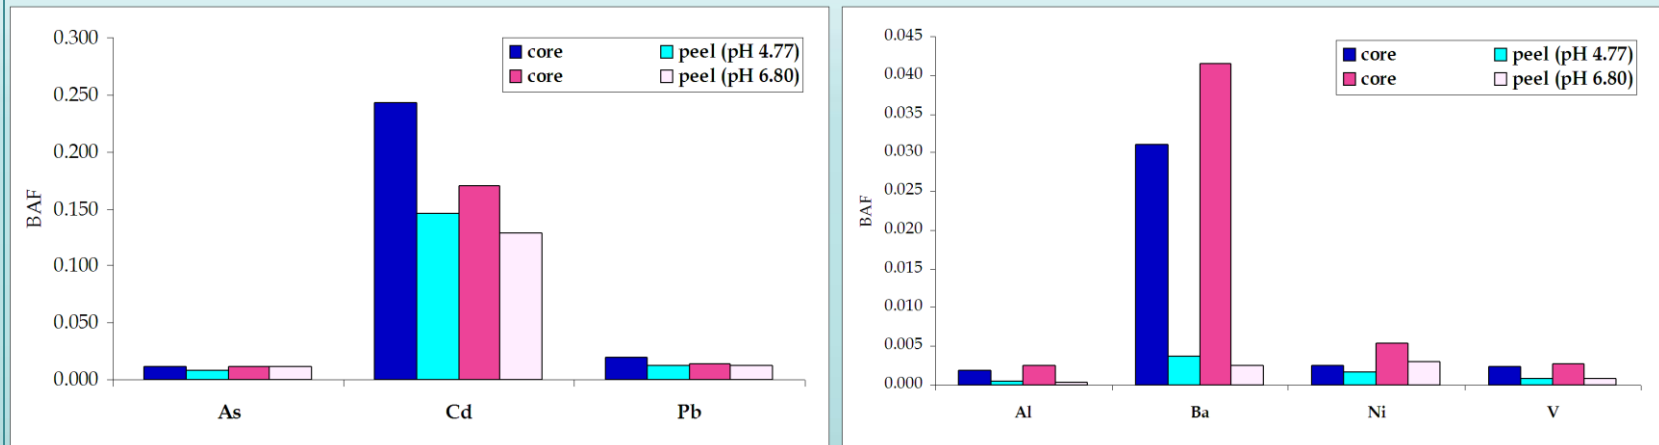 0.300
0.250
0.200
0.150
0.100
0.050
0.000
BAF
core peel (pH 4.77)
core peel (pH 6.80)
As Cd Pb
0.045
0.040
0.035
0.030
0.025
0.020
0.015
0.010
0.005
0.000
BAF
core peel (pH 4.77)
core peel (pH 6.80)
Al Ba Ni V